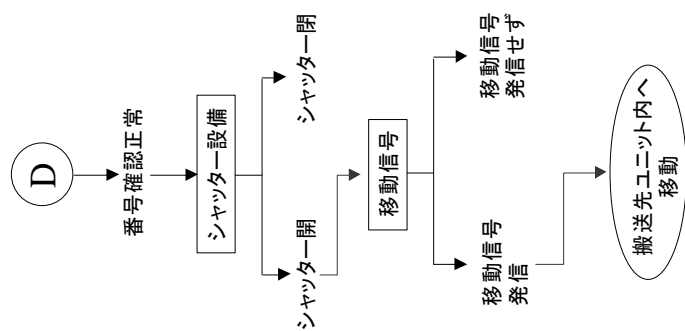 D
番号確認正常
シャッター設備
シャッター開
シャッター閉
移動信号
移動信号
発信
移動信号
発信せず
搬送先ユニット内へ
移動